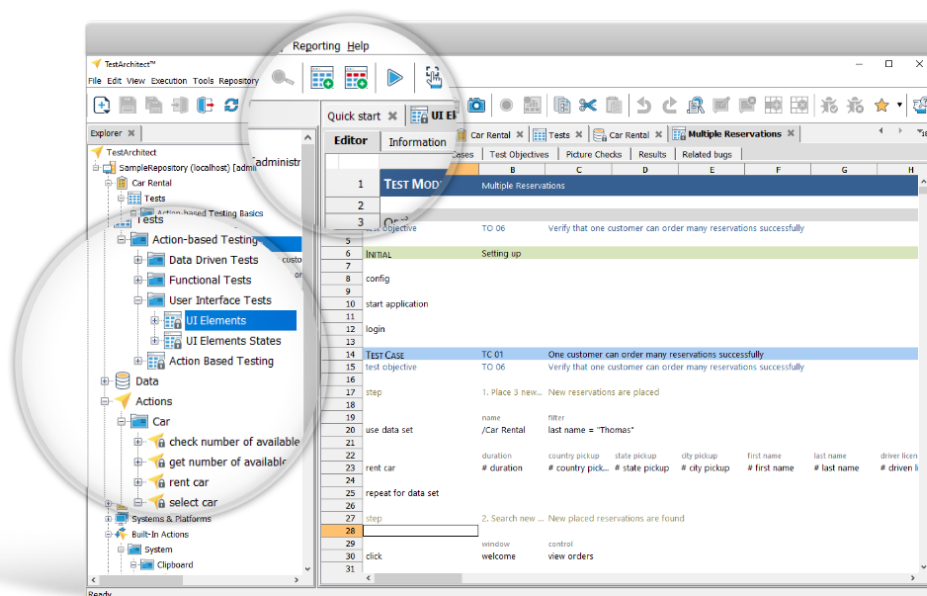 Reporting Help
TestArchitect™
File Edit View Execution Tools Repository
Quick start
UI El
Car Rental
Tests
Car Rental
Multiple Reservations
Explorer
Editor
Information
Test Objectives
Picture Checks
Results
Related bugs
TestArchitect
SampleRepository (localhost) [admin
[administr
Car Rental
Tests
Action-based Testing Basics
Tests
Action-based Testing
Data Driven Tests
Functional Tests
User Interface Tests
UI Elements
UI Elements States
Action Based Testing
Data
Actions
Car
check number of available
get number of available
rent car
select car
Systems & Platforms
Built-In Actions
System
Clipboard
Ready
B C D E F G H
1 TEST MOD Multiple Reservations
2
3
test objective TO 06 Verify that one customer can order many reservations successfully
5
6 INITIAL Setting up
7
8 config
9
10 start application
11
12 login
13
14 TEST CASE TC 01 One customer can order many reservations successfully
15 test objective TO 06 Verify that one customer can order many reservations successfully
16
17 step 1. Place 3 new... New reservations are placed
18
19 name filter
20 use data set /Car Rental last name = "Thomas"
21
22 duration country pickup state pickup city pickup first name last name driver licen
23 rent car # duration # country pick... # state pickup # city pickup # first name # last name # driven li
24
25 repeat for data set
26
27 step 2. Search new ... New placed reservations are found
28
29 window control
30 click welcome view orders
31